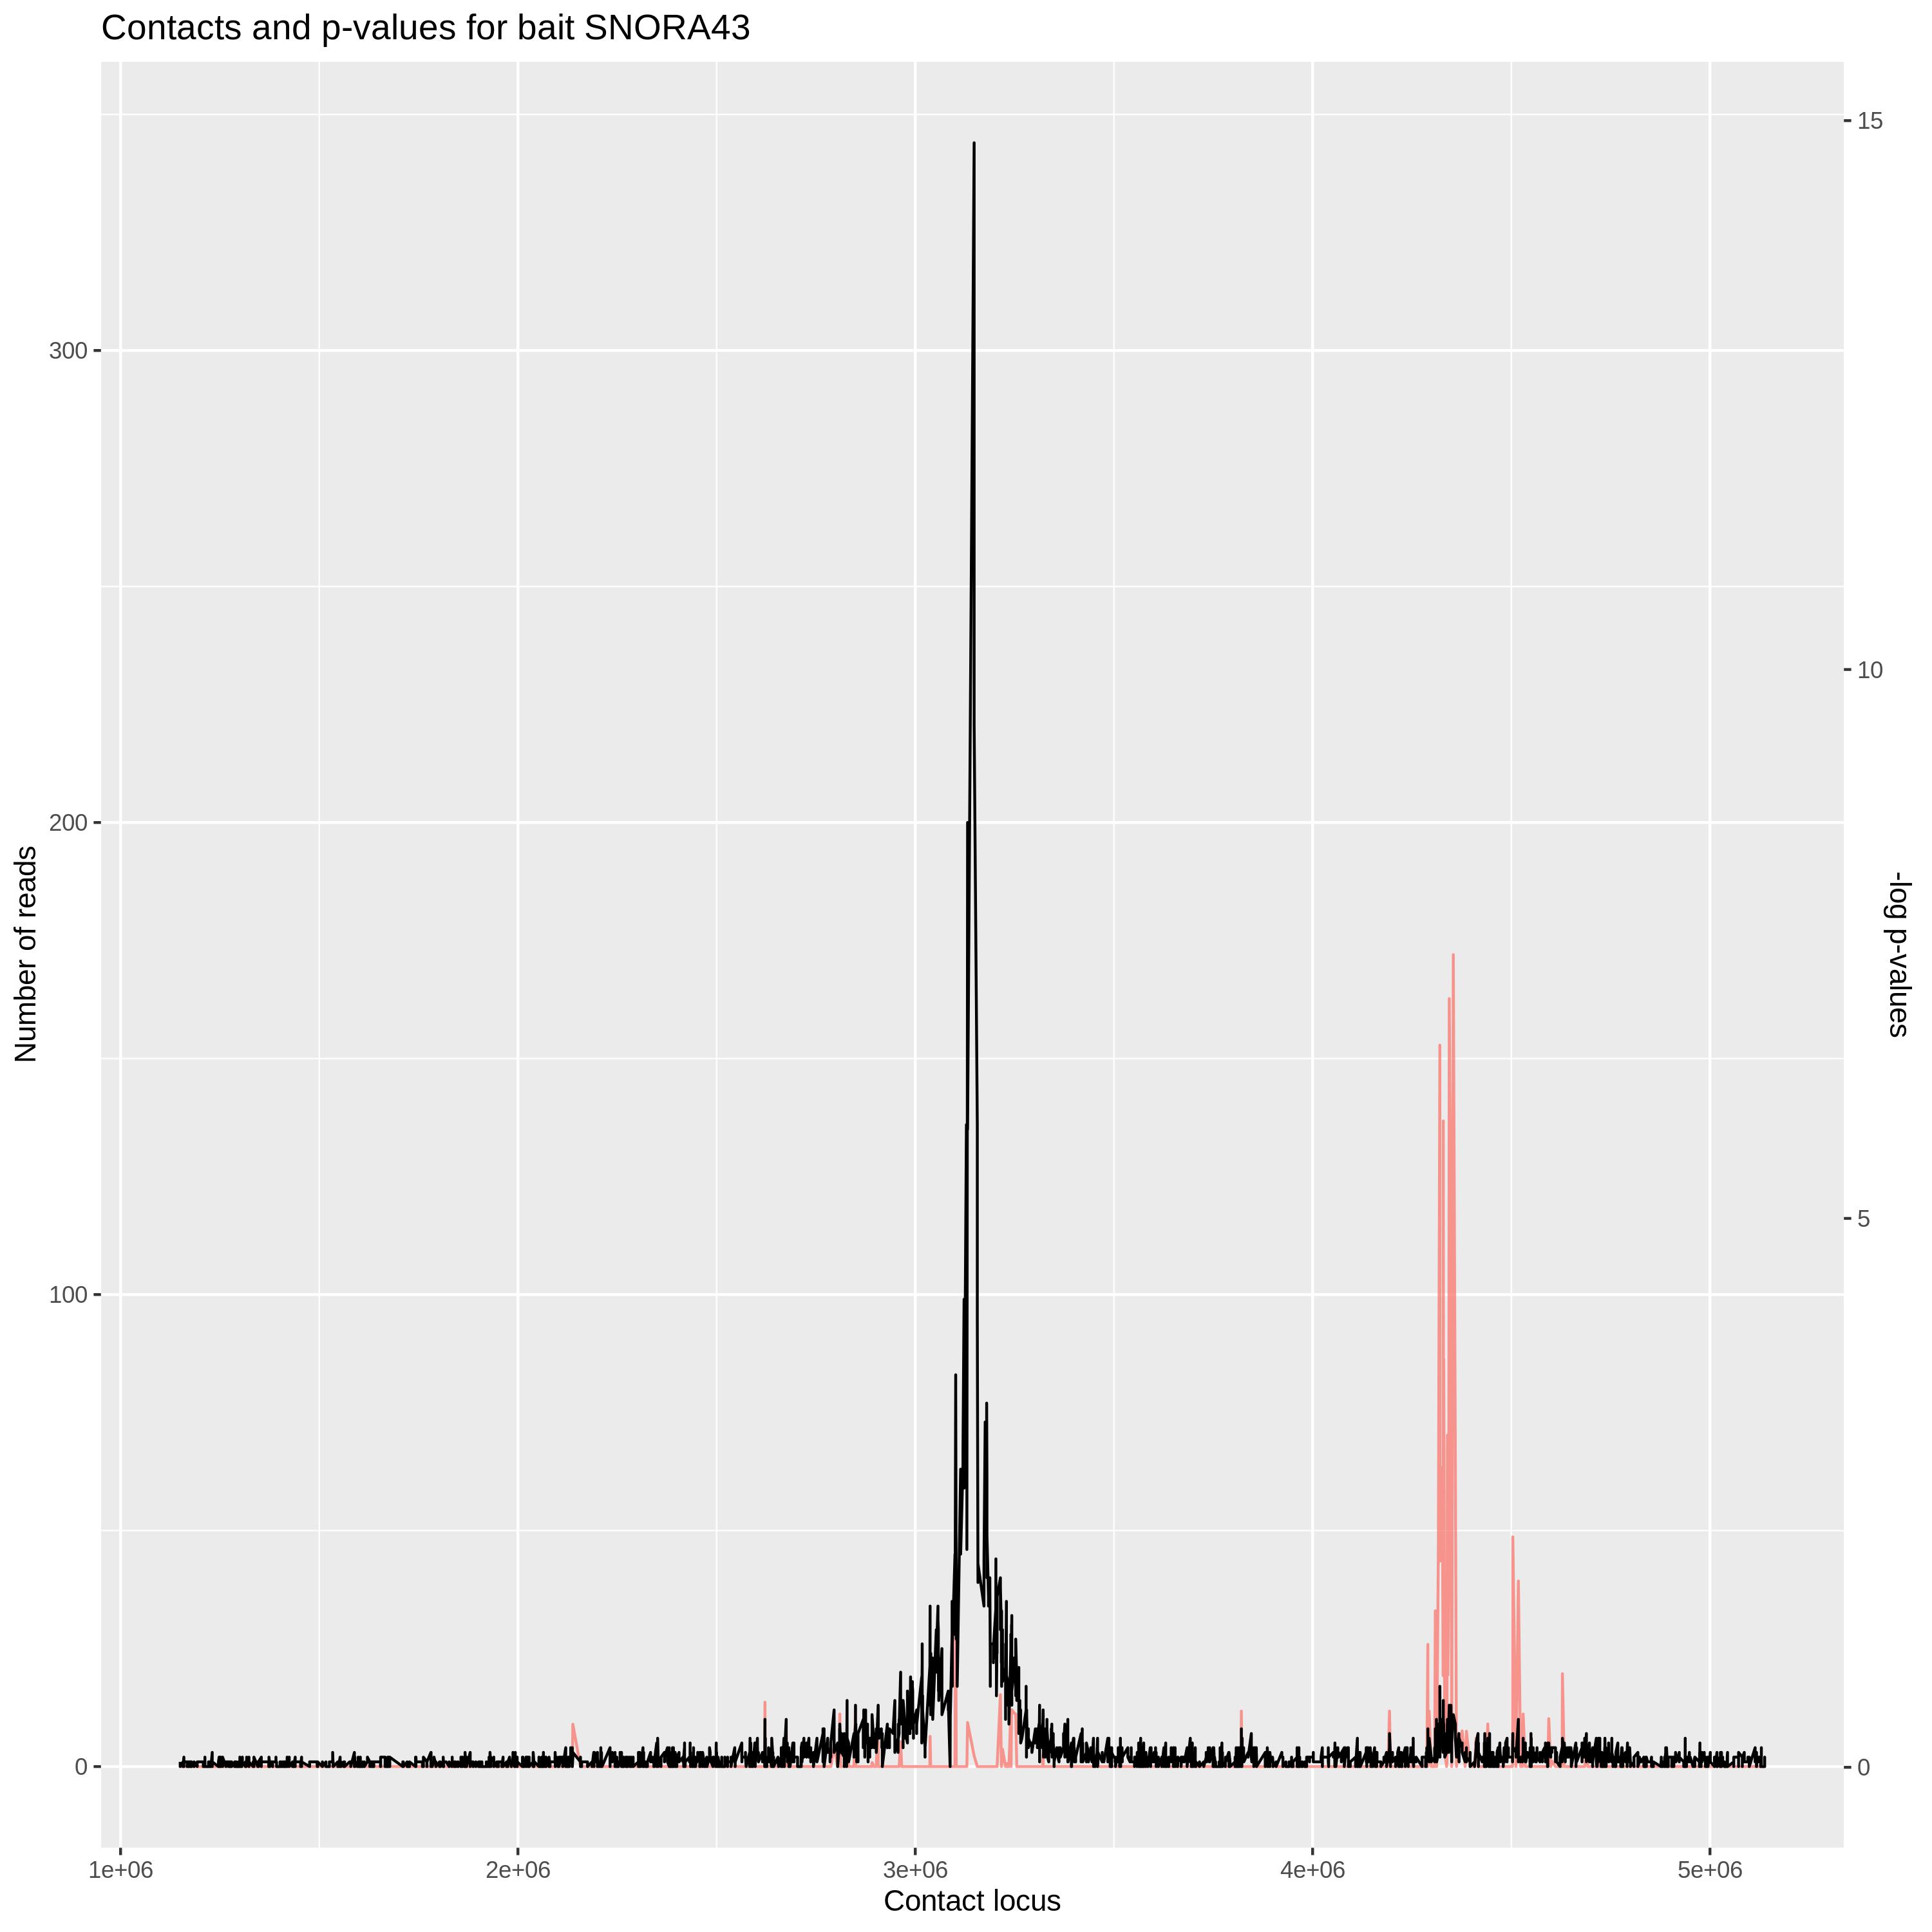 Contacts and p-values for bait SNORA43
15
300
10
200
Number of reads
-log p-values
5
100
0
0
1e+06
2e+06
3e+06
4e+06
5e+06
Contact locus